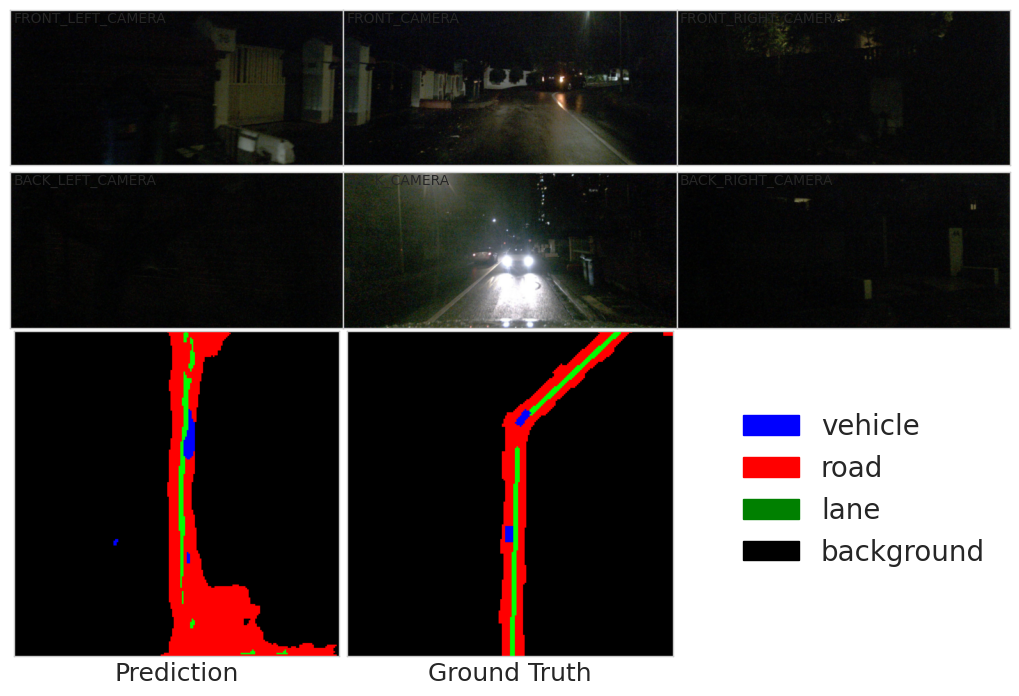 FRONT_LEFT_CAMERA
FRONT_CAMERA
FRONT_RIGHT_CAMERA
BACK_LEFT_CAMERA
CAMERA
BACK_RIGHT_CAMERA
vehicle
road
lane
background
Prediction
Ground Truth